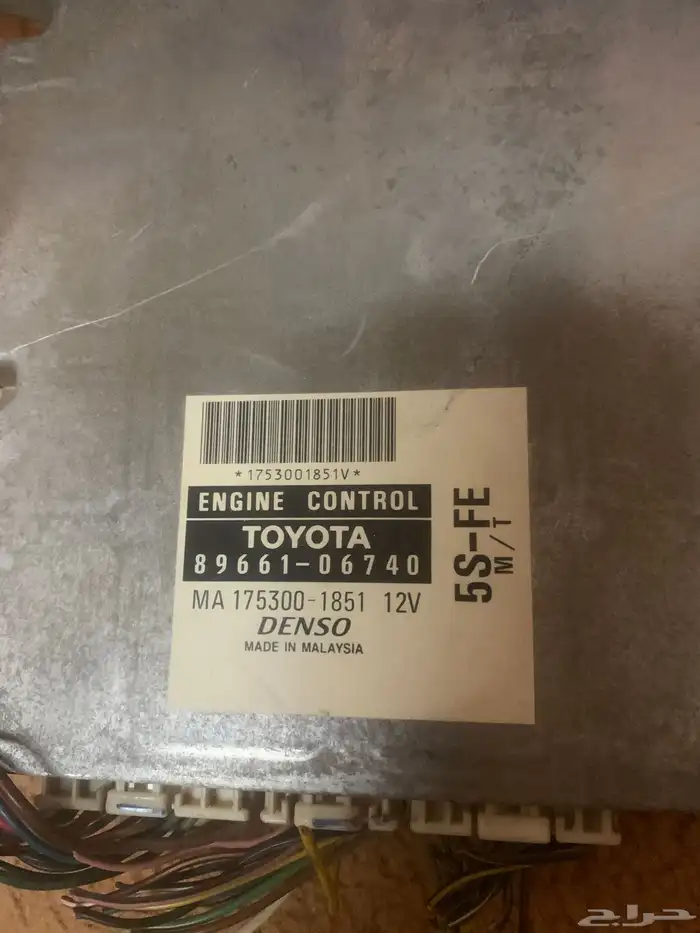 *1753001851V*
ENGINE CONTROL
TOYOTA
89661-06740
MA 175300-1851 12V
DENSO
MADE IN MALAYSIA
5S-FE
M/T
حراج